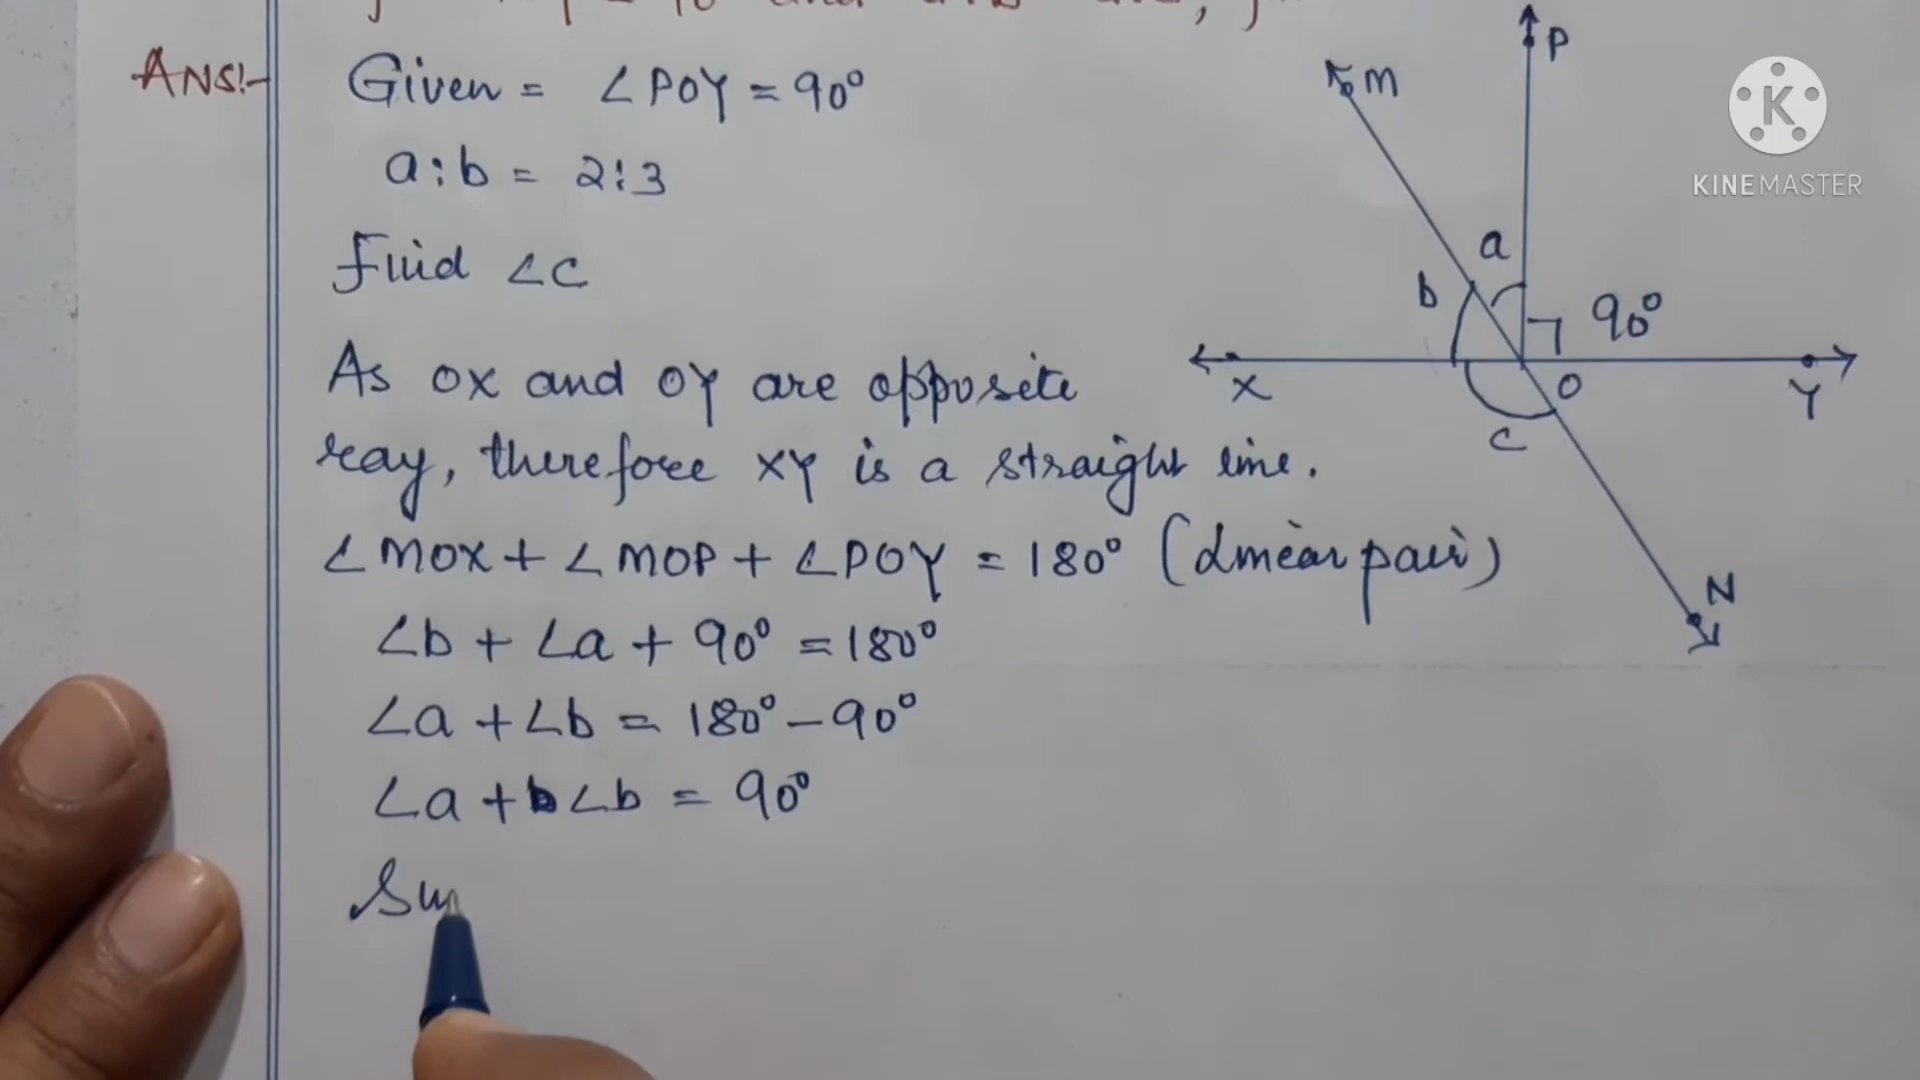 ANS:-
Given = ∠POY = 90°
a:b = 2:3
Find ∠C
As OX and OY are opposite
ray, therefore XY is a straight line.
∠MOX + ∠MOP + ∠POY = 180° (Linear pair)
∠b + ∠a + 90° = 180°
∠a + ∠b = 180° - 90°
∠a + ∠b = 90°
Su
M
P
a
b
90°
X
O
Y
C
N
K
KINEMASTER